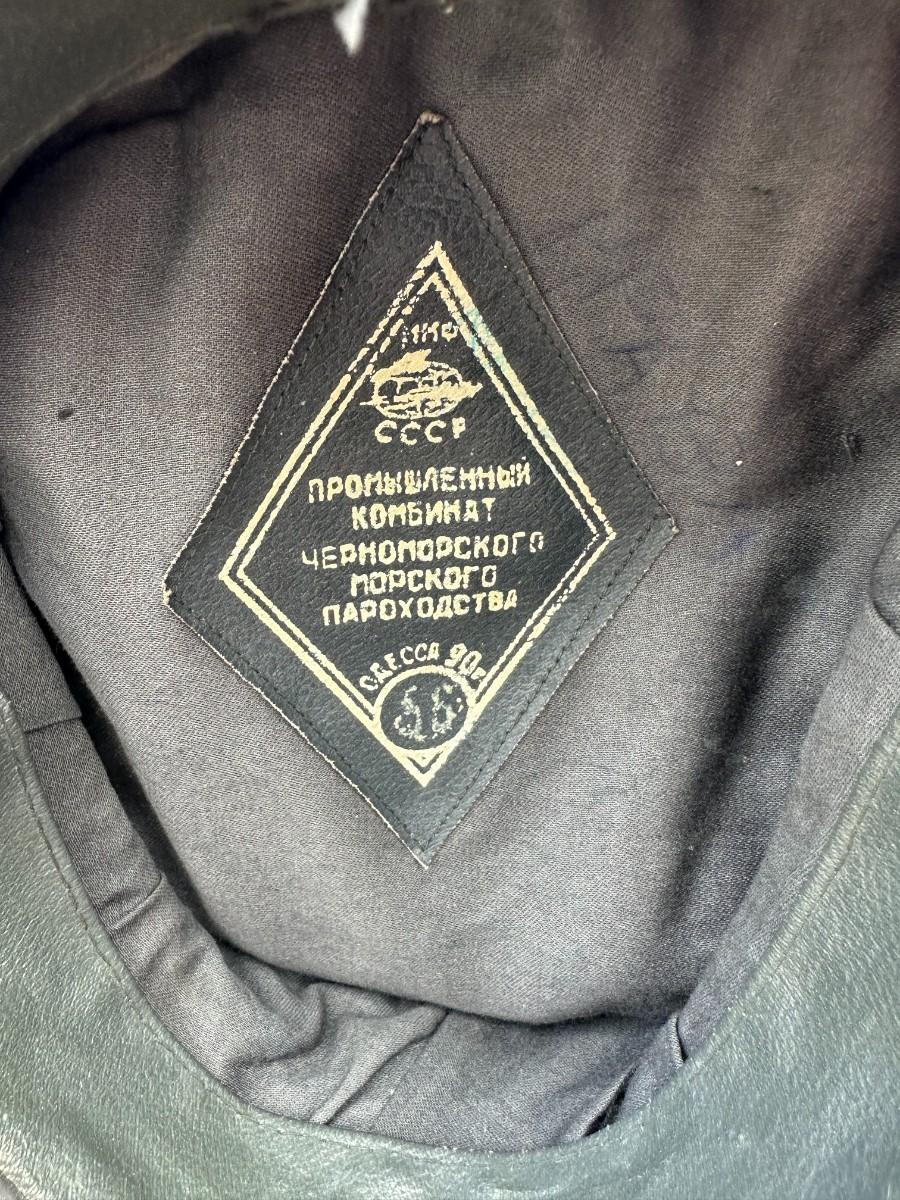 ММФ
СССР
ПРОМЫШЛЕННЫЙ
КОМБИНАТ
ЧЕРНОМОРСКОГО
МОРСКОГО
ПАРОХОДСТВА
ОДЕССА 90г
56